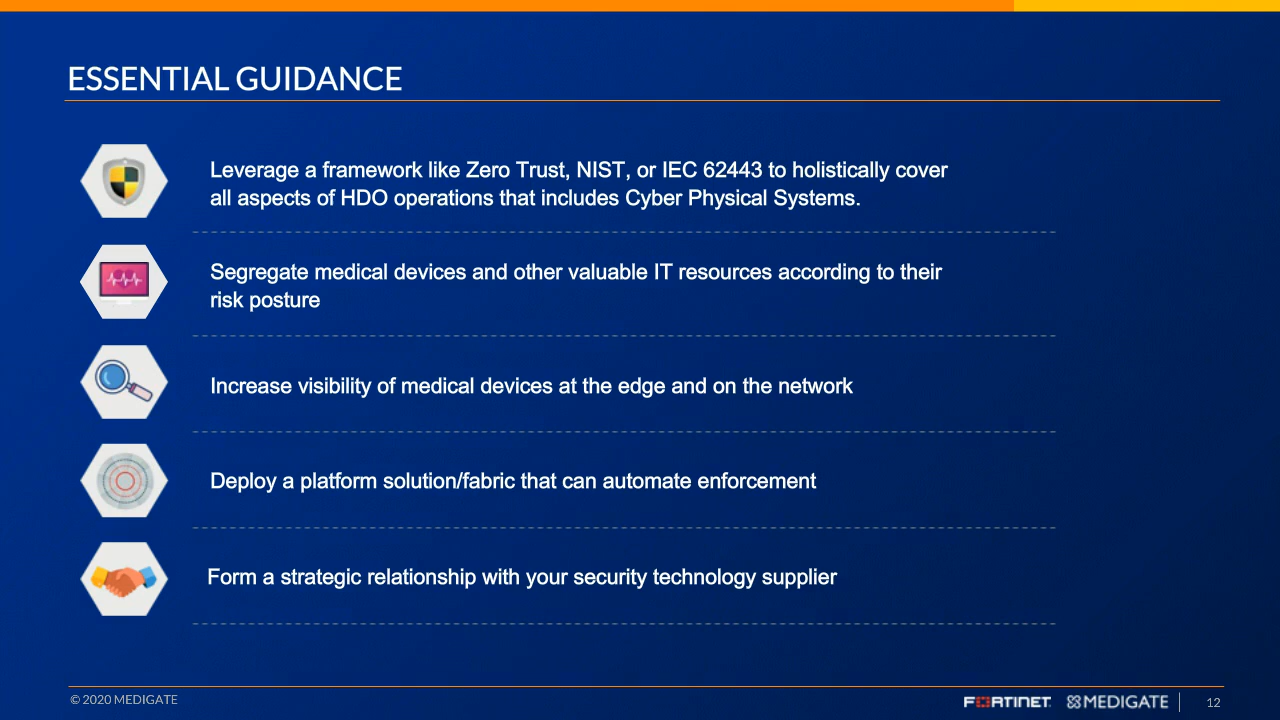 ESSENTIAL GUIDANCE
Leverage a framework like Zero Trust, NIST, or IEC 62443 to holistically cover
all aspects of HDO operations that includes Cyber Physical Systems.
Segregate medical devices and other valuable IT resources according to their
risk posture
Increase visibility of medical devices at the edge and on the network
Deploy a platform solution/fabric that can automate enforcement
Form a strategic relationship with your security technology supplier
© 2020 MEDIGATE
FORTINET MEDIGATE 12